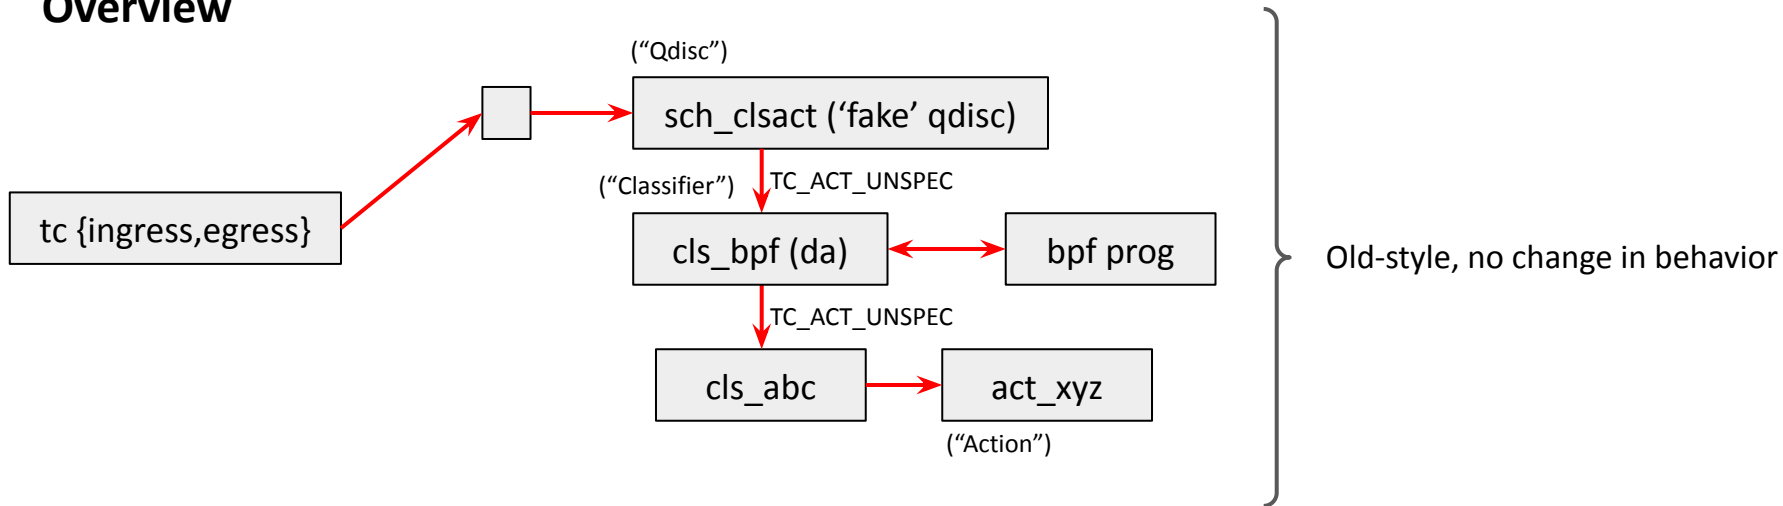 Overview
(“Qdisc”)
sch_clsact (‘fake’ qdisc)
(“Classifier”)
TC_ACT_UNSPEC
tc {ingress,egress}
cls_bpf (da)
bpf prog
Old-style, no change in behavior
TC_ACT_UNSPEC
cls_abc
act_xyz
(“Action”)